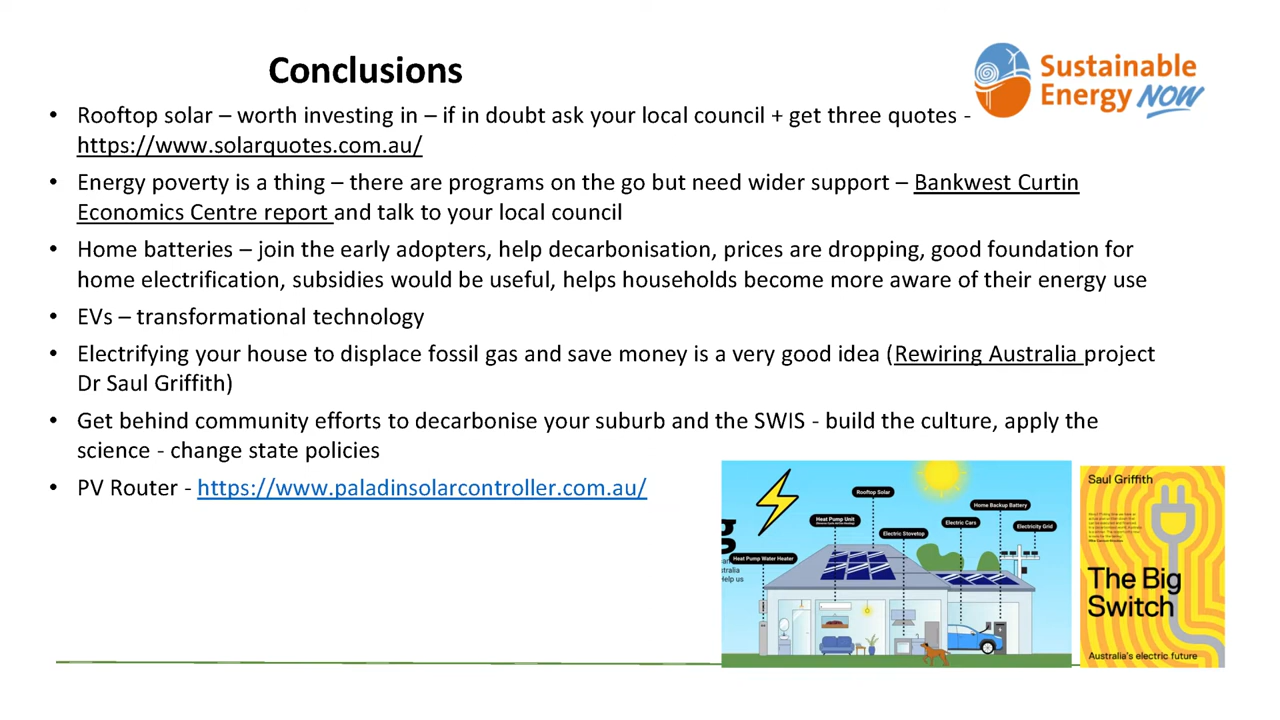 Conclusions
Sustainable
Energy NOW
• Rooftop solar – worth investing in – if in doubt ask your local council + get three quotes -
https://www.solarquotes.com.au/
• Energy poverty is a thing – there are programs on the go but need wider support – Bankwest Curtin
Economics Centre report and talk to your local council
• Home batteries – join the early adopters, help decarbonisation, prices are dropping, good foundation for
home electrification, subsidies would be useful, helps households become more aware of their energy use
• EVs – transformational technology
• Electrifying your house to displace fossil gas and save money is a very good idea (Rewiring Australia project
Dr Saul Griffith)
• Get behind community efforts to decarbonise your suburb and the SWIS - build the culture, apply the
science - change state policies
• PV Router - https://www.paladinsolarcontroller.com.au/
Rooftop Solar
Home Backup Battery
Heat Pump Unit
Electric Cars
Electricity Grid
Electric Stovetop
Heat Pump Water Heater
g
Help us
Saul Griffith
The Big
Switch
Australia's electric future